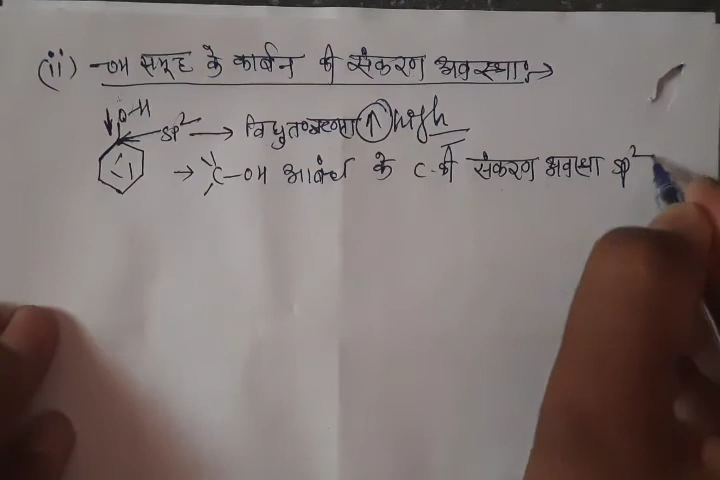 (ii) -OH समूह के कार्बन की संकरण अवस्था:→
O-H
SP² → विद्युतऋणता ↑ high
→ C-OH आबंध के C-की संकरण अवस्था SP²